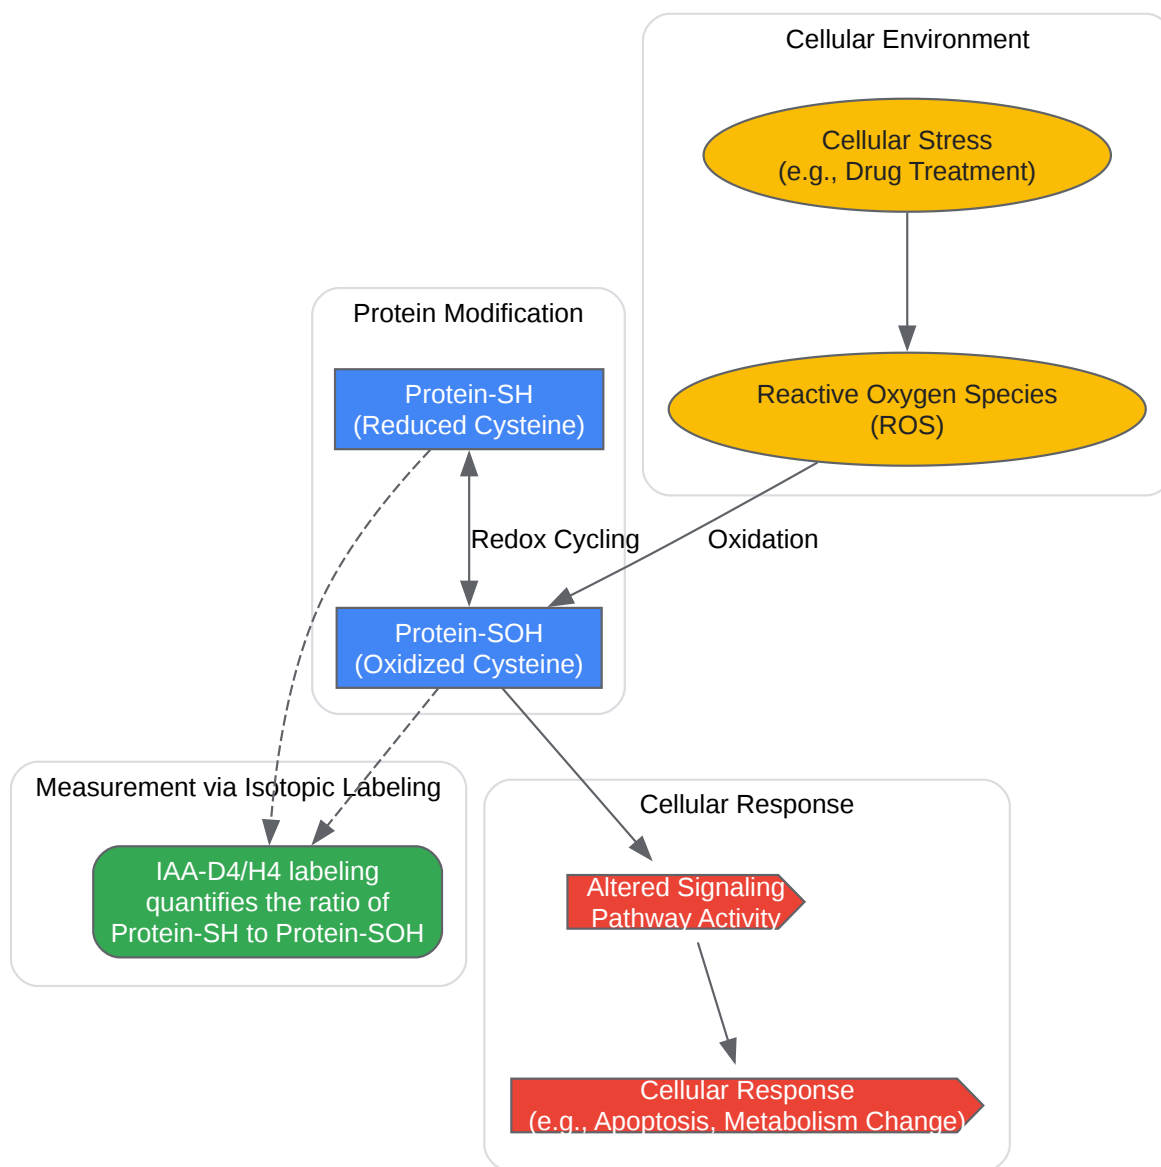 Cellular Environment
Cellular Stress
(e.g., Drug Treatment)
Reactive Oxygen Species
(ROS)
Protein Modification
Protein-SH
(Reduced Cysteine)
Redox Cycling
Oxidation
Protein-SOH
(Oxidized Cysteine)
Measurement via Isotopic Labeling
IAA-D4/H4 labeling
quantifies the ratio of
Protein-SH to Protein-SOH
Cellular Response
Altered Signaling
Pathway Activity
Cellular Response
(e.g., Apoptosis, Metabolism Change)